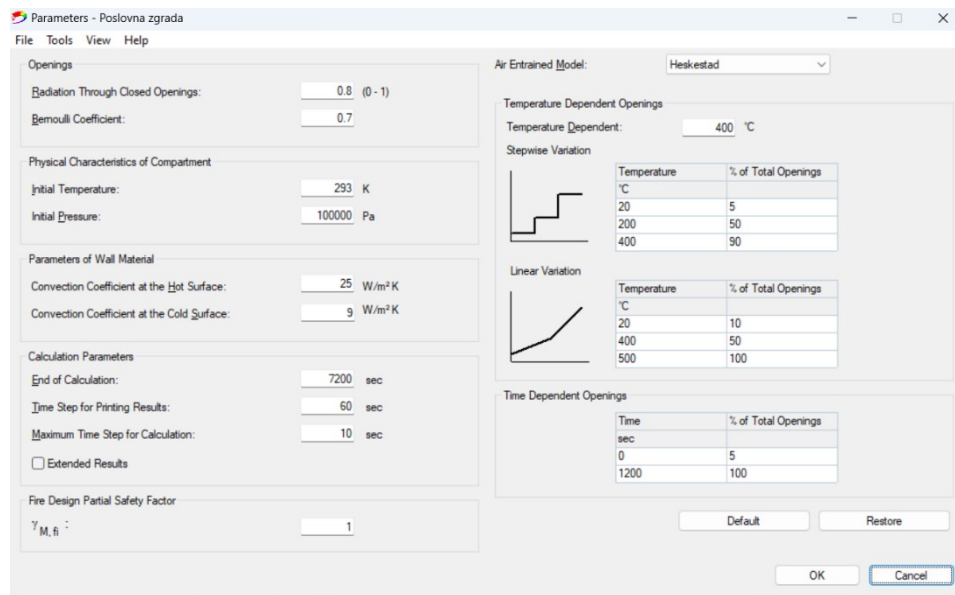 Parameters - Poslovna zgrada
File Tools View Help
Openings
Radiation Through Closed Openings: 0.8 (0 - 1)
Bernoulli Coefficient: 0.7
Physical Characteristics of Compartment
Initial Temperature: 293 K
Initial Pressure: 100000 Pa
Parameters of Wall Material
Convection Coefficient at the Hot Surface: 25 W/m²K
Convection Coefficient at the Cold Surface: 9 W/m²K
Calculation Parameters
End of Calculation: 7200 sec
Time Step for Printing Results: 60 sec
Maximum Time Step for Calculation: 10 sec
Extended Results
Fire Design Partial Safety Factor
γ M, fi : 1
Air Entrained Model: Heskestad
Temperature Dependent Openings
Temperature Dependent: 400 °C
Stepwise Variation
Temperature % of Total Openings
°C
20 5
200 50
400 90
Linear Variation
Temperature % of Total Openings
°C
20 10
400 50
500 100
Time Dependent Openings
Time % of Total Openings
sec
0 5
1200 100
Default Restore
OK Cancel